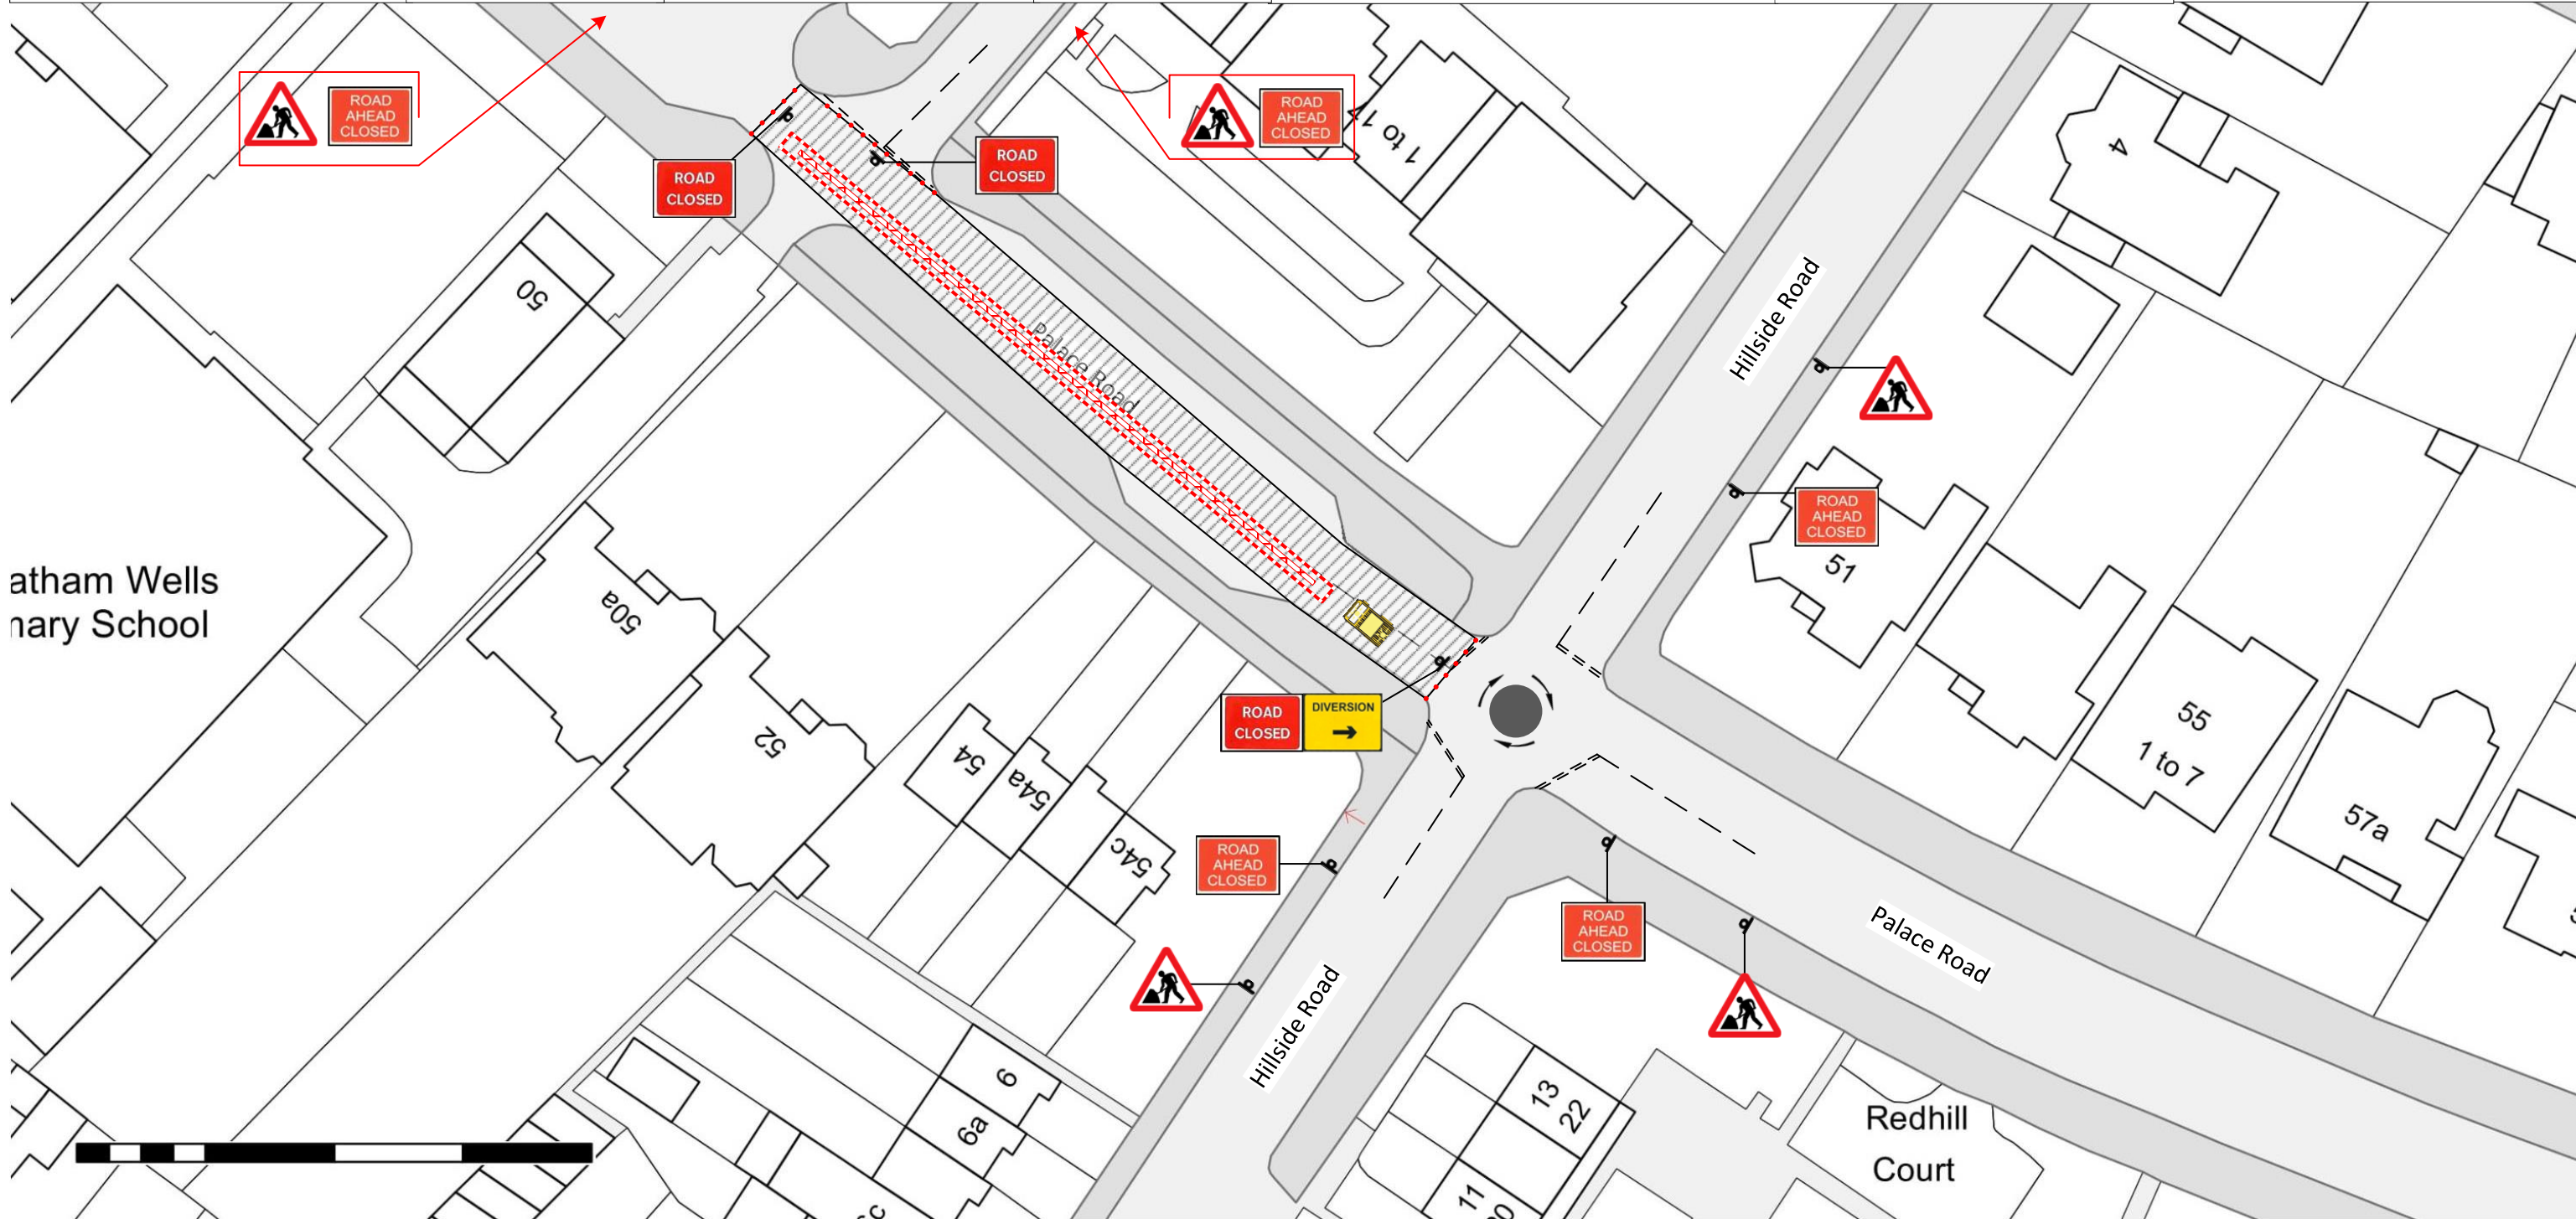 ROAD
AHEAD
CLOSED
ROAD
AHEAD
CLOSED
1 to 17
4
ROAD
CLOSED
ROAD
CLOSED
50
Hillside Road
Palace Road
ROAD
AHEAD
CLOSED
51
atham Wells
mary School
50a
52
54
54a
54c
ROAD
CLOSED
DIVERSION
55
1 to 7
57a
ROAD
AHEAD
CLOSED
ROAD
AHEAD
CLOSED
Palace Road
Hillside Road
6
6a
13
22
11
Redhill
Court